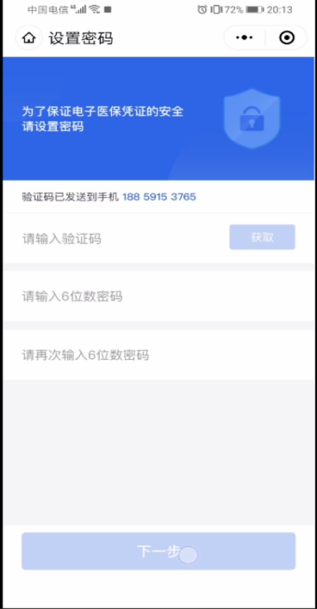 中国电信 72% 20:13
设置密码
为了保证电子医保凭证的安全
请设置密码
验证码已发送到手机 188 5915 3765
请输入验证码 获取
请输入6位数密码
请再次输入6位数密码
下一步